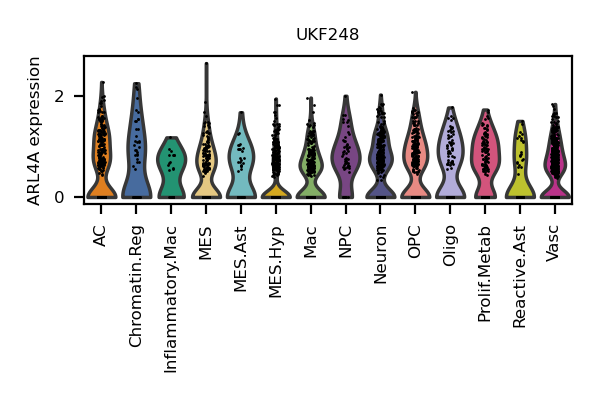 UKF248
ARL4A expression
2
0
AC
Chromatin.Reg
Inflammatory.Mac
MES
MES.Ast
MES.Hyp
Mac
NPC
Neuron
OPC
Oligo
Prolif.Metab
Reactive.Ast
Vasc